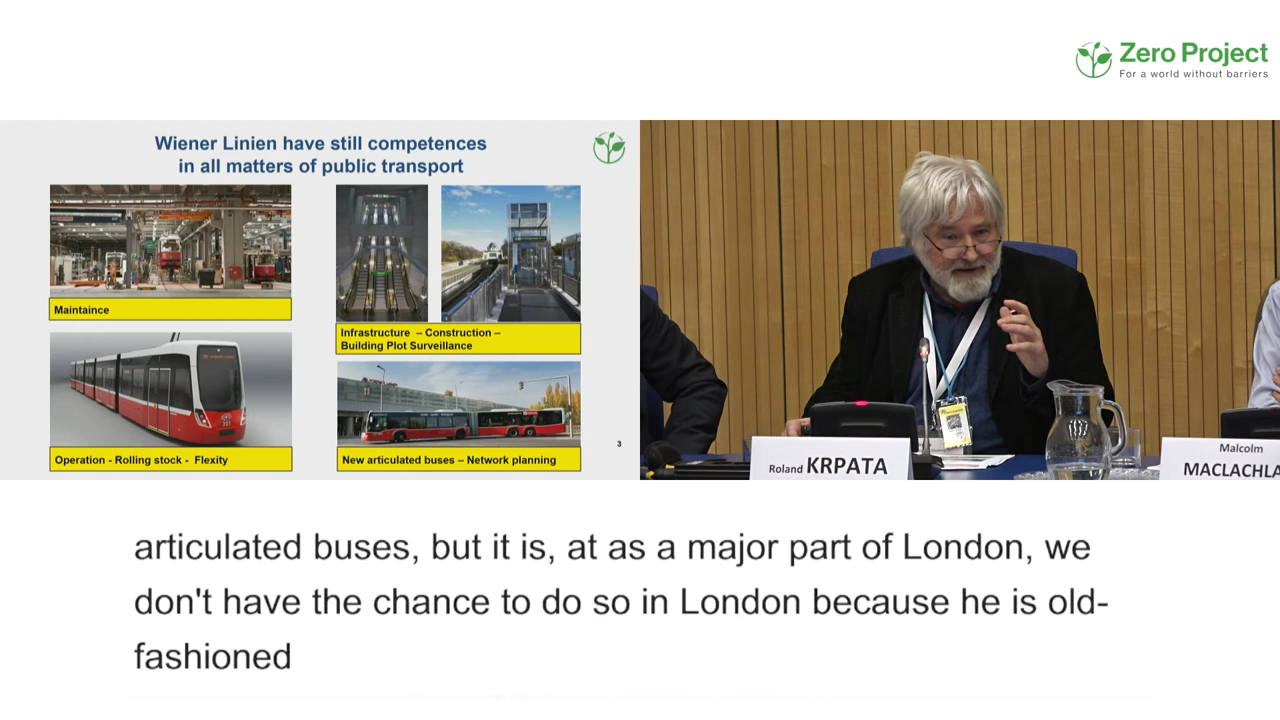 Zero Project
For a world without barriers
Wiener Linien have still competences
in all matters of public transport
Maintaince
Infrastructure – Construction –
Building Plot Surveillance
Operation - Rolling stock - Flexity
New articulated buses – Network planning
3
Roland KRPATA
Malcolm
MACLACHLA
articulated buses, but it is, at as a major part of London, we
don't have the chance to do so in London because he is old-
fashioned